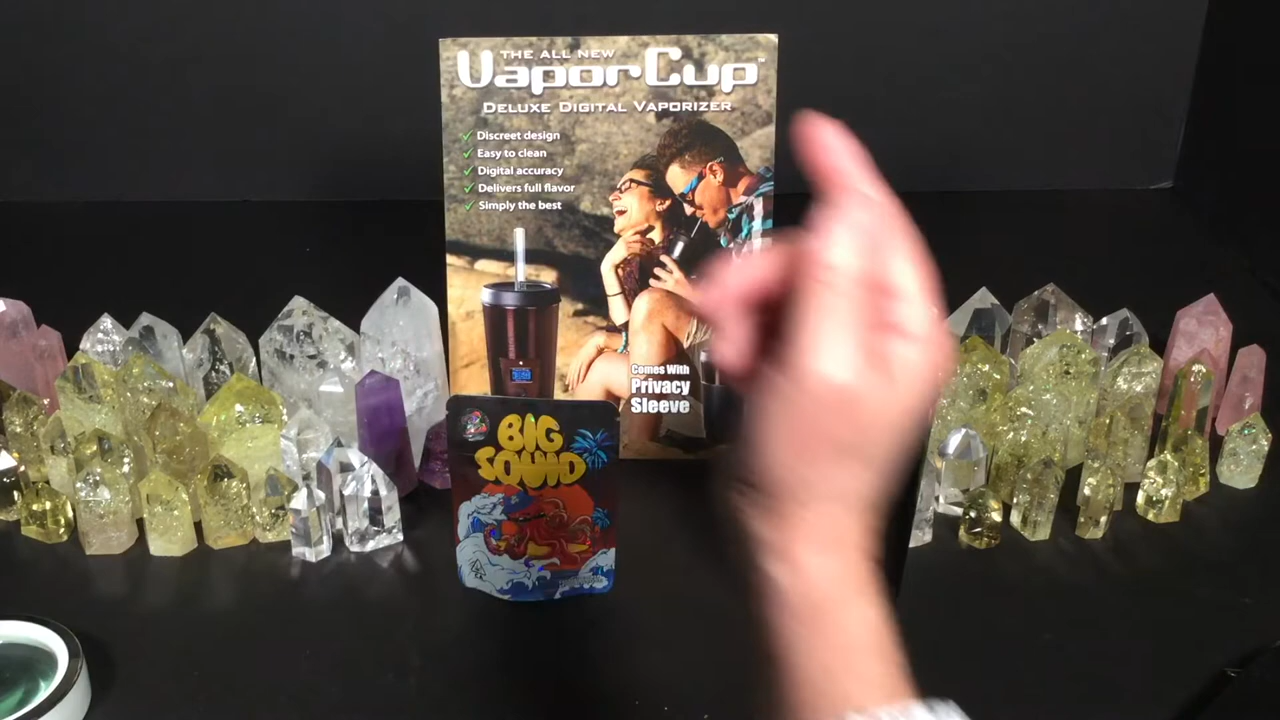 THE ALL NEW
VaporCup™
DELUXE DIGITAL VAPORIZER
✓ Discreet design
✓ Easy to clean
✓ Digital accuracy
✓ Delivers full flavor
✓ Simply the best
Comes With
Privacy
Sleeve
BIG
SQUID